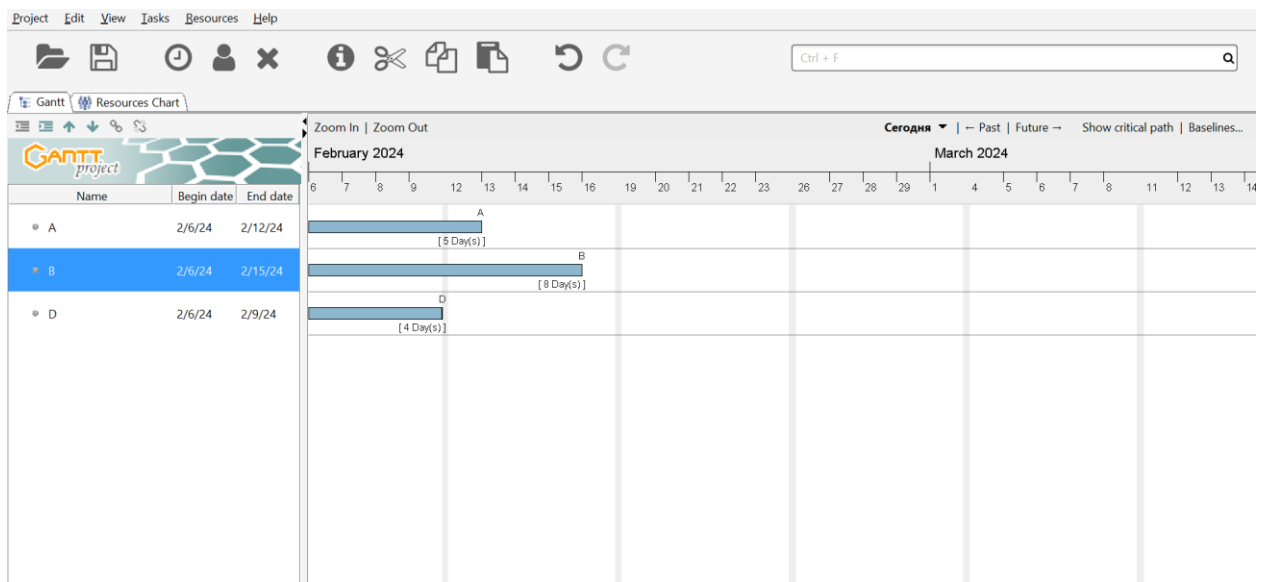 Project Edit View Tasks Resources Help
Ctrl + F
Gantt Resources Chart
Zoom In | Zoom Out Сегодня | ← Past | Future → Show critical path | Baselines...
GANTT project
February 2024 March 2024
6 7 8 9 12 13 14 15 16 19 20 21 22 23 26 27 28 29 1 4 5 6 7 8 11 12 13 14
Name Begin date End date
A 2/6/24 2/12/24 A
[ 5 Day(s) ]
B 2/6/24 2/15/24 B
[ 8 Day(s) ]
D 2/6/24 2/9/24 D
[ 4 Day(s) ]